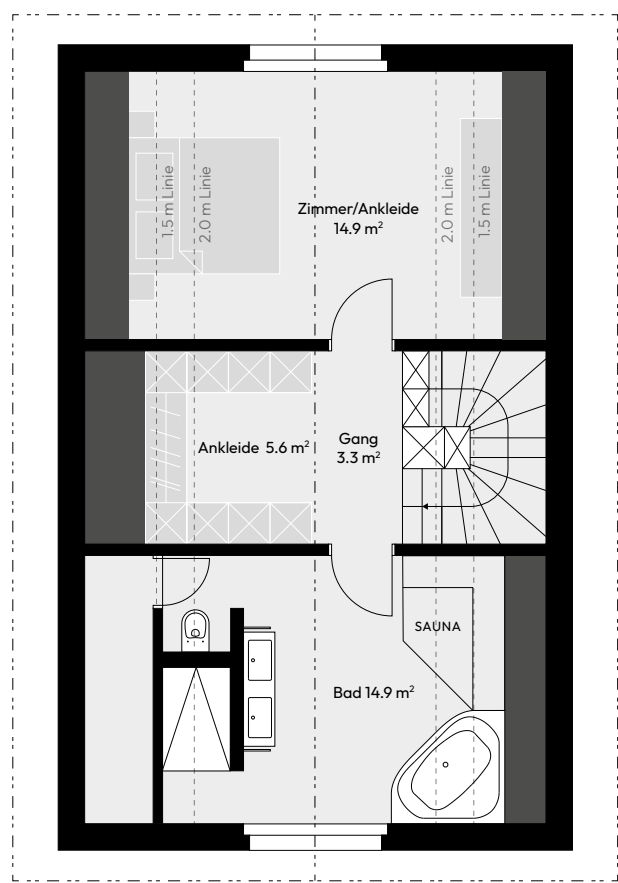 1.5 m Linie
2.0 m Linie
Zimmer/Ankleide
14.9 m²
2.0 m Linie
1.5 m Linie
Ankleide 5.6 m²
Gang
3.3 m²
SAUNA
Bad 14.9 m²